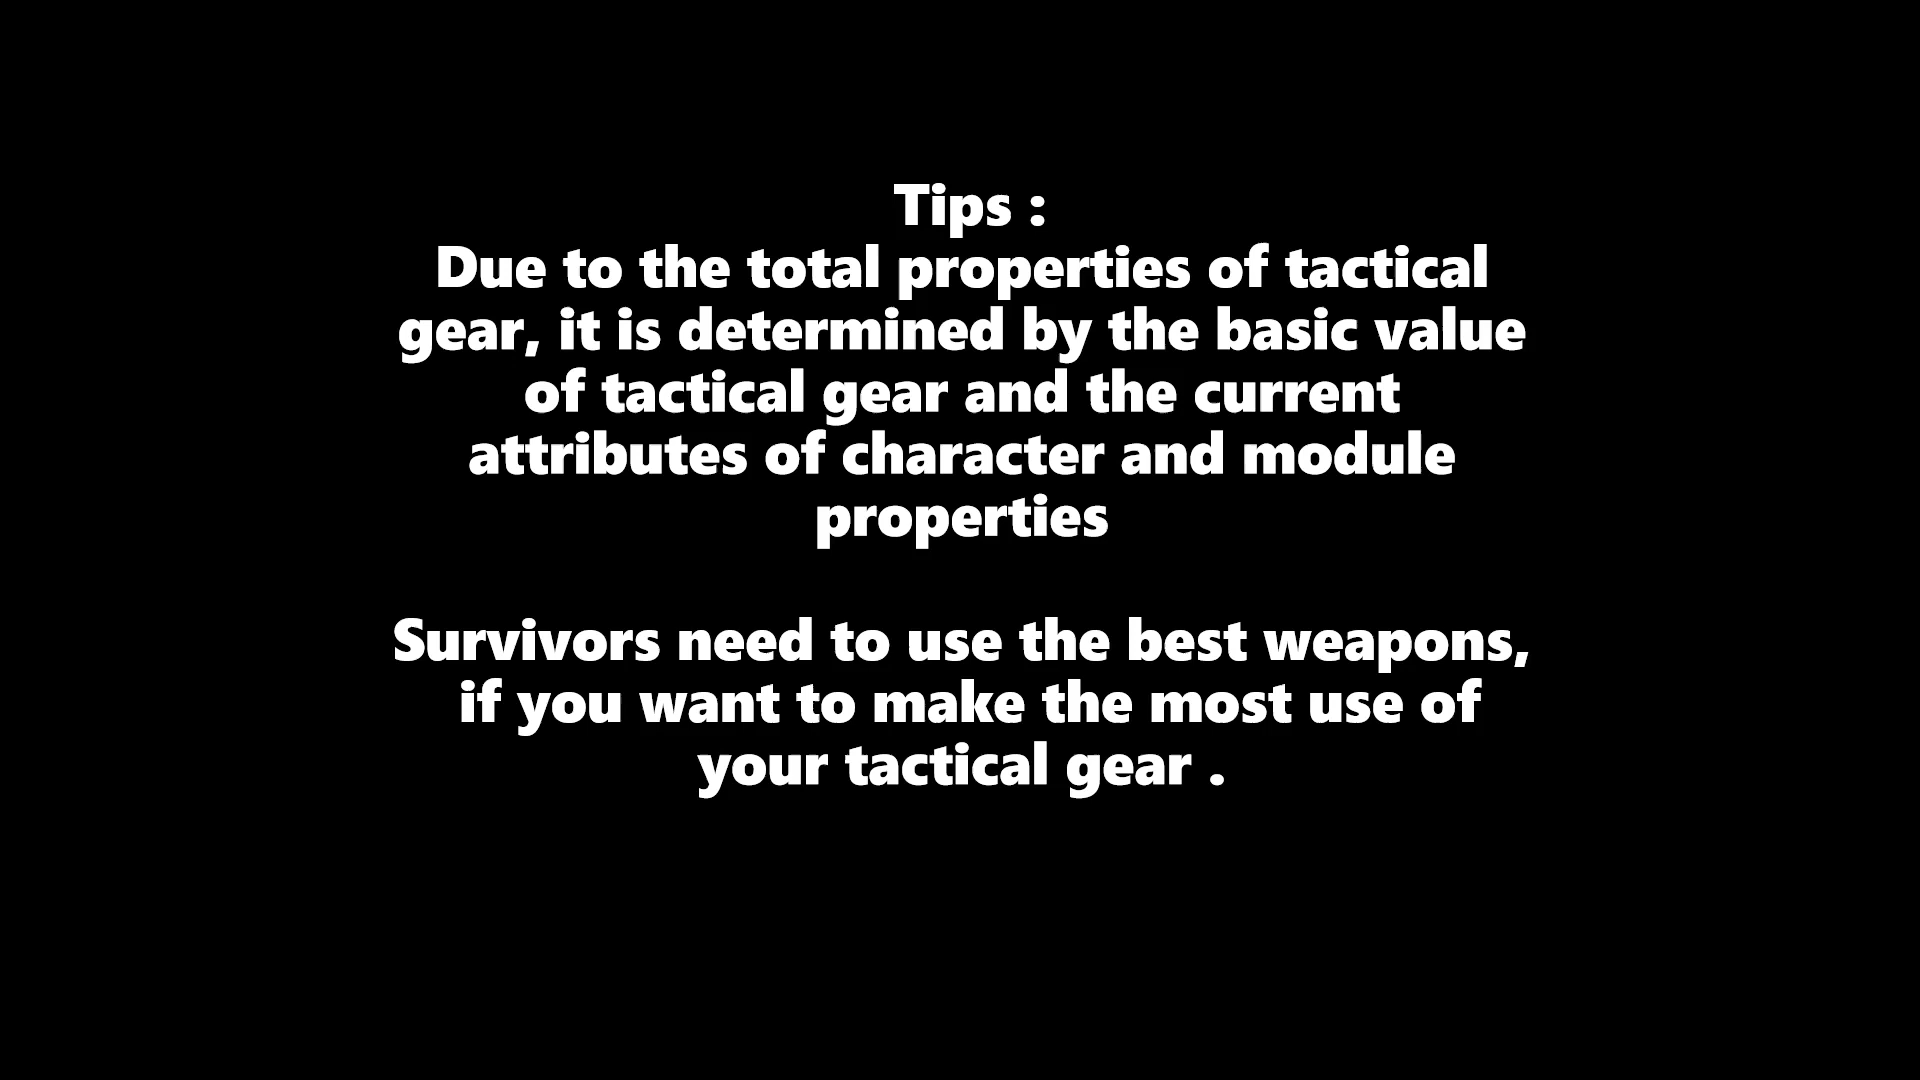 Tips :
Due to the total properties of tactical
gear, it is determined by the basic value
of tactical gear and the current
attributes of character and module
properties
Survivors need to use the best weapons,
if you want to make the most use of
your tactical gear .